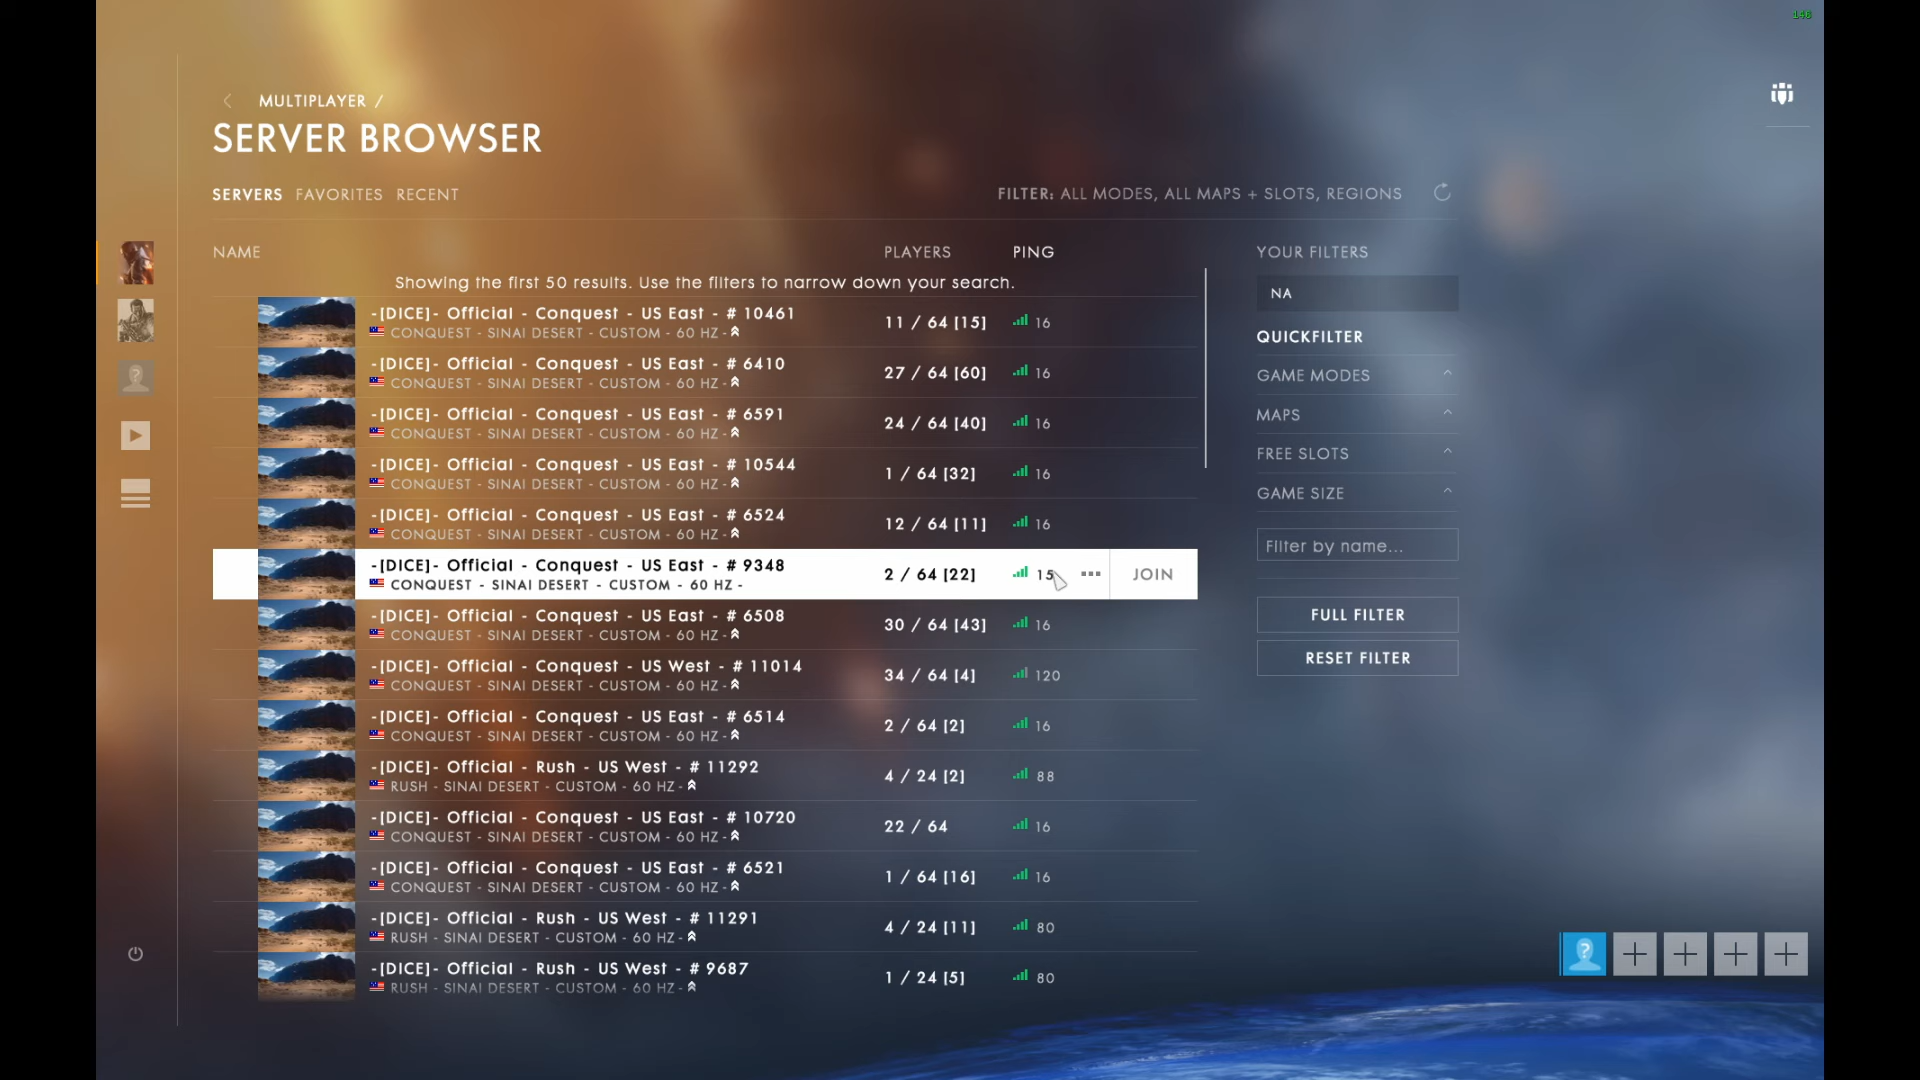 146
MULTIPLAYER /
SERVER BROWSER
SERVERS FAVORITES RECENT
FILTER: ALL MODES, ALL MAPS + SLOTS, REGIONS
NAME PLAYERS PING
Showing the first 50 results. Use the filters to narrow down your search.
-[DICE]- Official - Conquest - US East - # 10461
CONQUEST - SINAI DESERT - CUSTOM - 60 HZ -
11 / 64 [15] 16
-[DICE]- Official - Conquest - US East - # 6410
CONQUEST - SINAI DESERT - CUSTOM - 60 HZ -
27 / 64 [60] 16
-[DICE]- Official - Conquest - US East - # 6591
CONQUEST - SINAI DESERT - CUSTOM - 60 HZ -
24 / 64 [40] 16
-[DICE]- Official - Conquest - US East - # 10544
CONQUEST - SINAI DESERT - CUSTOM - 60 HZ -
1 / 64 [32] 16
-[DICE]- Official - Conquest - US East - # 6524
CONQUEST - SINAI DESERT - CUSTOM - 60 HZ -
12 / 64 [11] 16
-[DICE]- Official - Conquest - US East - # 9348
CONQUEST - SINAI DESERT - CUSTOM - 60 HZ -
2 / 64 [22] 15 ... JOIN
-[DICE]- Official - Conquest - US East - # 6508
CONQUEST - SINAI DESERT - CUSTOM - 60 HZ -
30 / 64 [43] 16
-[DICE]- Official - Conquest - US West - # 11014
CONQUEST - SINAI DESERT - CUSTOM - 60 HZ -
34 / 64 [4] 120
-[DICE]- Official - Conquest - US East - # 6514
CONQUEST - SINAI DESERT - CUSTOM - 60 HZ -
2 / 64 [2] 16
-[DICE]- Official - Rush - US West - # 11292
RUSH - SINAI DESERT - CUSTOM - 60 HZ -
4 / 24 [2] 88
-[DICE]- Official - Conquest - US East - # 10720
CONQUEST - SINAI DESERT - CUSTOM - 60 HZ -
22 / 64 16
-[DICE]- Official - Conquest - US East - # 6521
CONQUEST - SINAI DESERT - CUSTOM - 60 HZ -
1 / 64 [16] 16
-[DICE]- Official - Rush - US West - # 11291
RUSH - SINAI DESERT - CUSTOM - 60 HZ -
4 / 24 [11] 80
-[DICE]- Official - Rush - US West - # 9687
RUSH - SINAI DESERT - CUSTOM - 60 HZ -
1 / 24 [5] 80
YOUR FILTERS
NA
QUICKFILTER
GAME MODES
MAPS
FREE SLOTS
GAME SIZE
Filter by name...
FULL FILTER
RESET FILTER